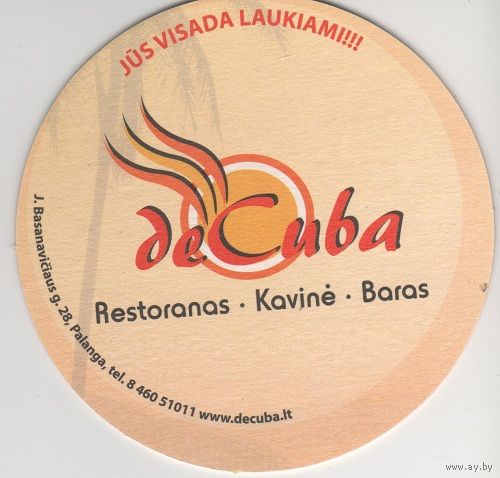 JŪS VISADA LAUKIAMI!!!
deCuba
Restoranas · Kavinė · Baras
J. Basanavičiaus g. 28, Palanga, tel. 8 460 51011 www.decuba.lt
www.ay.by